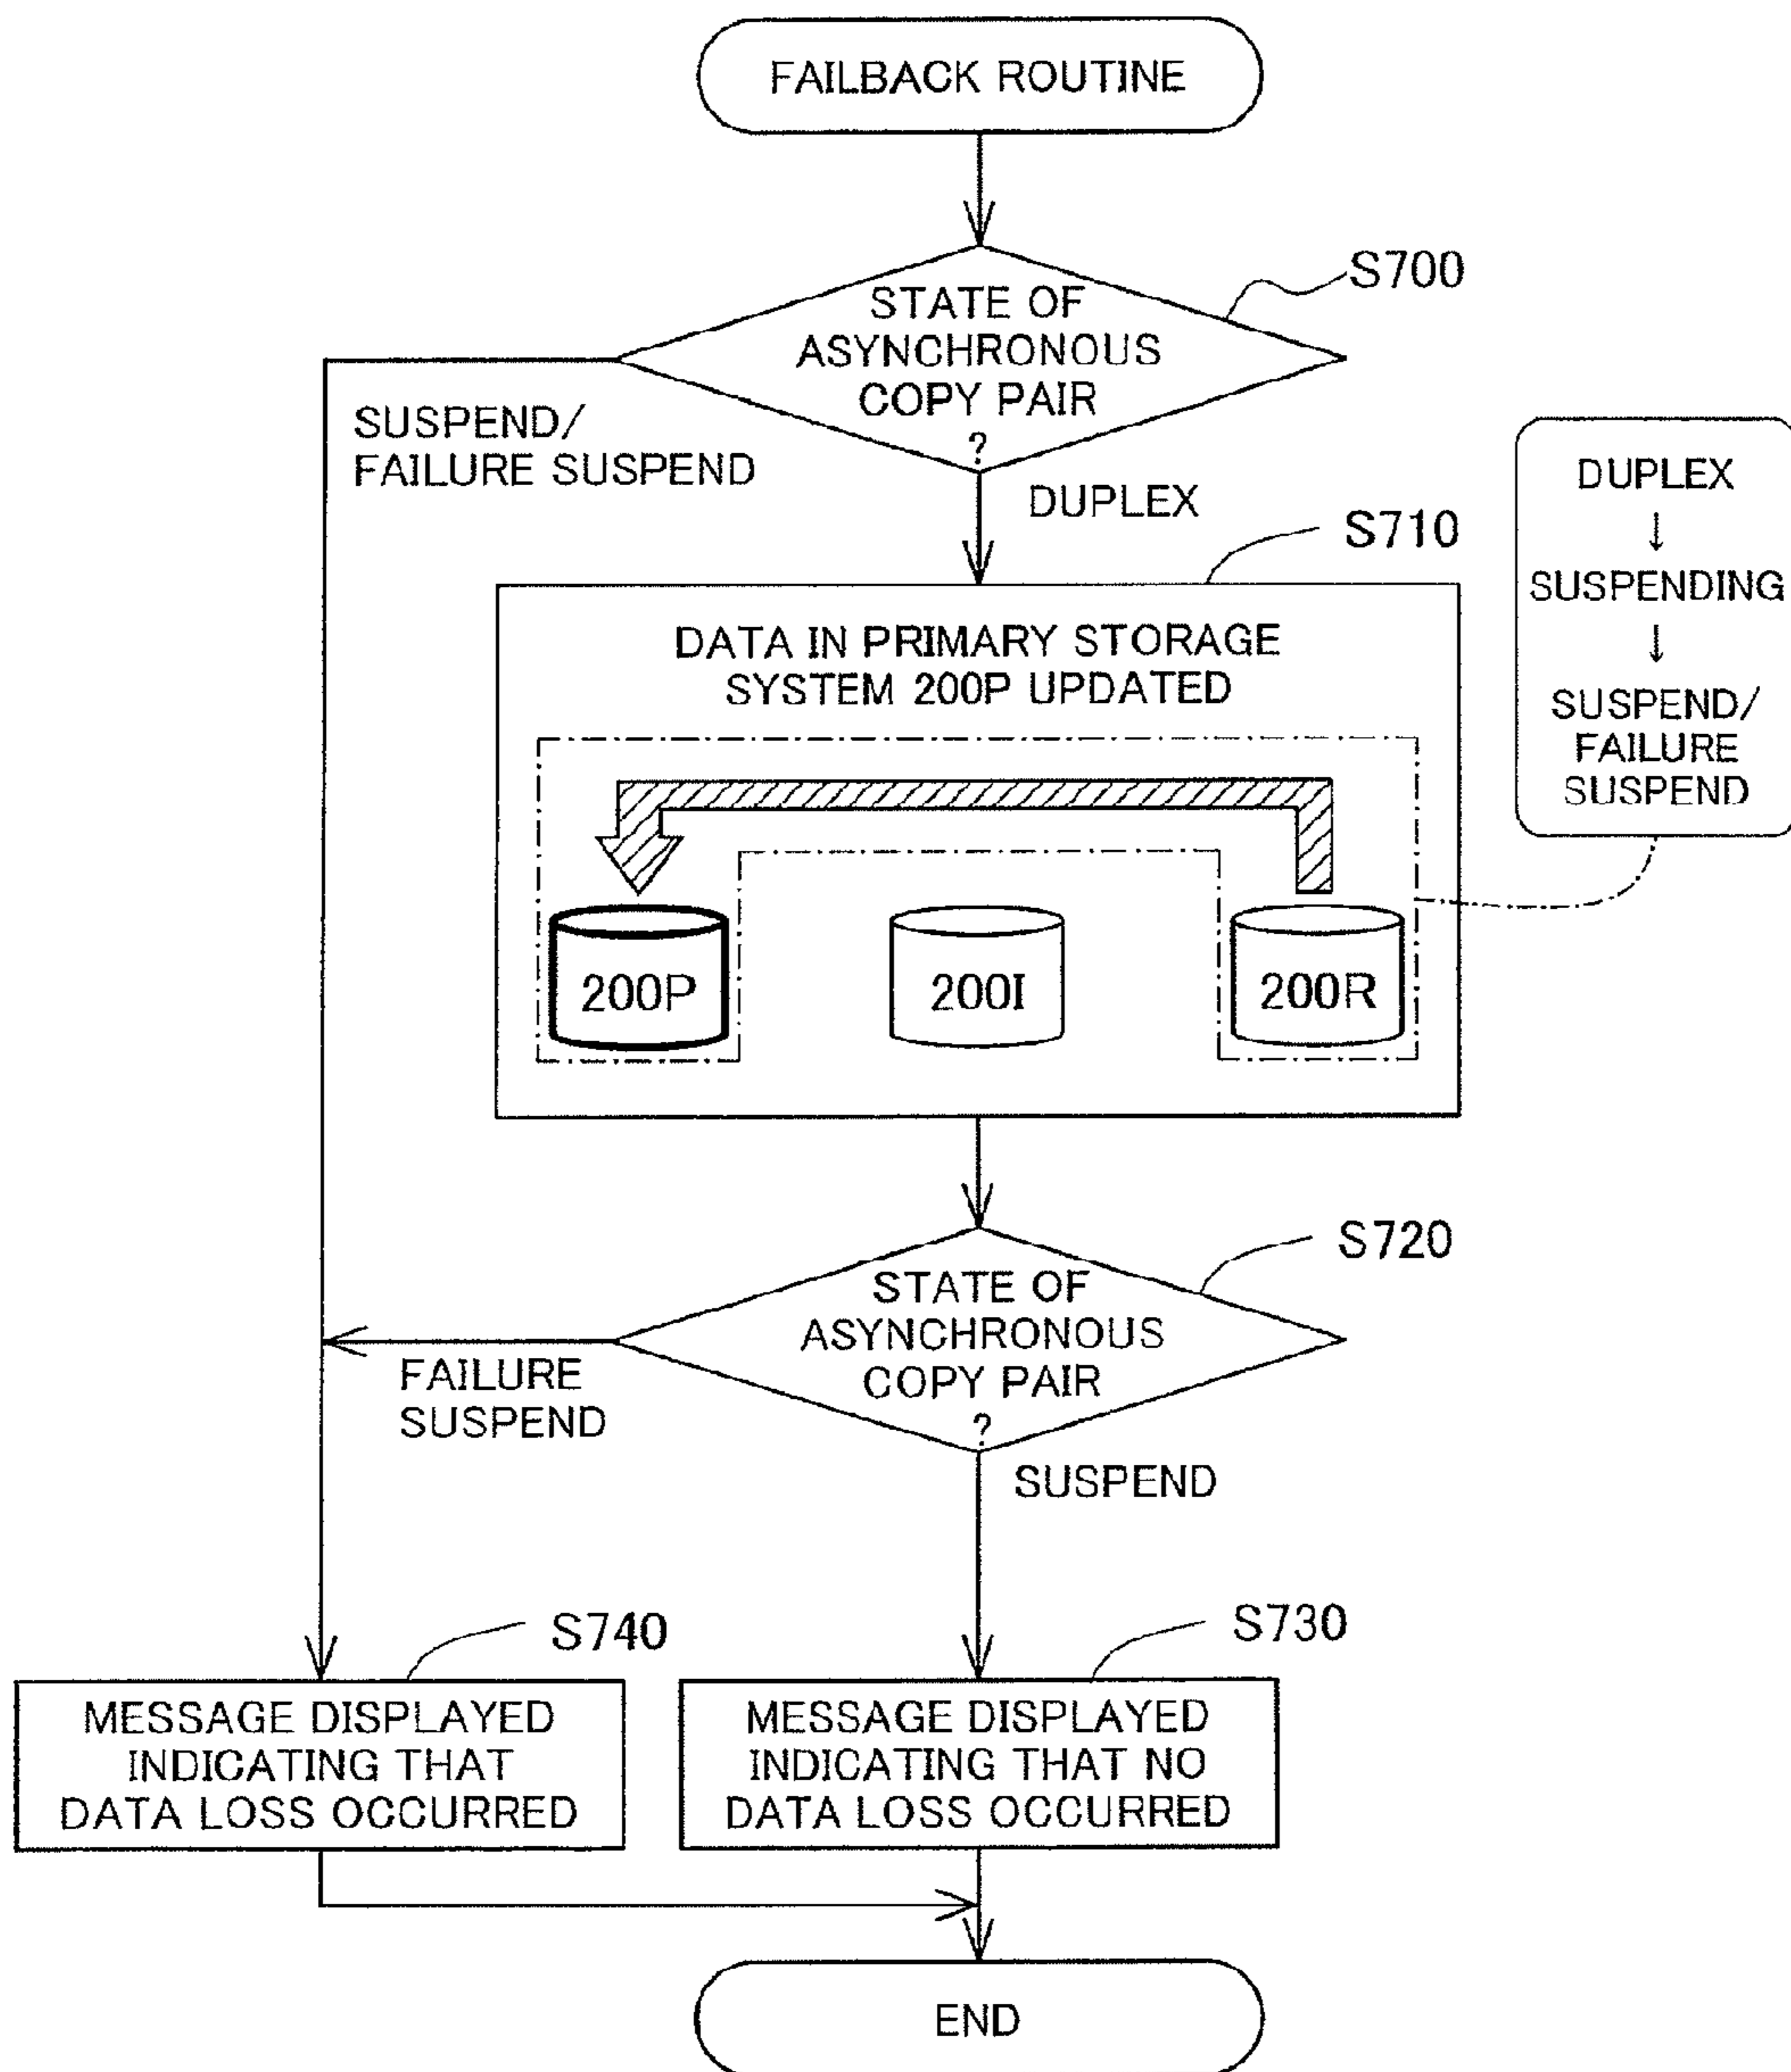 FAILBACK ROUTINE
S700
STATE OF
ASYNCHRONOUS
COPY PAIR
?
SUSPEND/
FAILURE SUSPEND
DUPLEX
S710
DUPLEX
↓
SUSPENDING
↓
SUSPEND/
FAILURE
SUSPEND
DATA IN PRIMARY STORAGE
SYSTEM 200P UPDATED
200P
200I
200R
S720
STATE OF
ASYNCHRONOUS
COPY PAIR
?
FAILURE
SUSPEND
SUSPEND
S740
S730
MESSAGE DISPLAYED
INDICATING THAT
DATA LOSS OCCURRED
MESSAGE DISPLAYED
INDICATING THAT NO
DATA LOSS OCCURRED
END